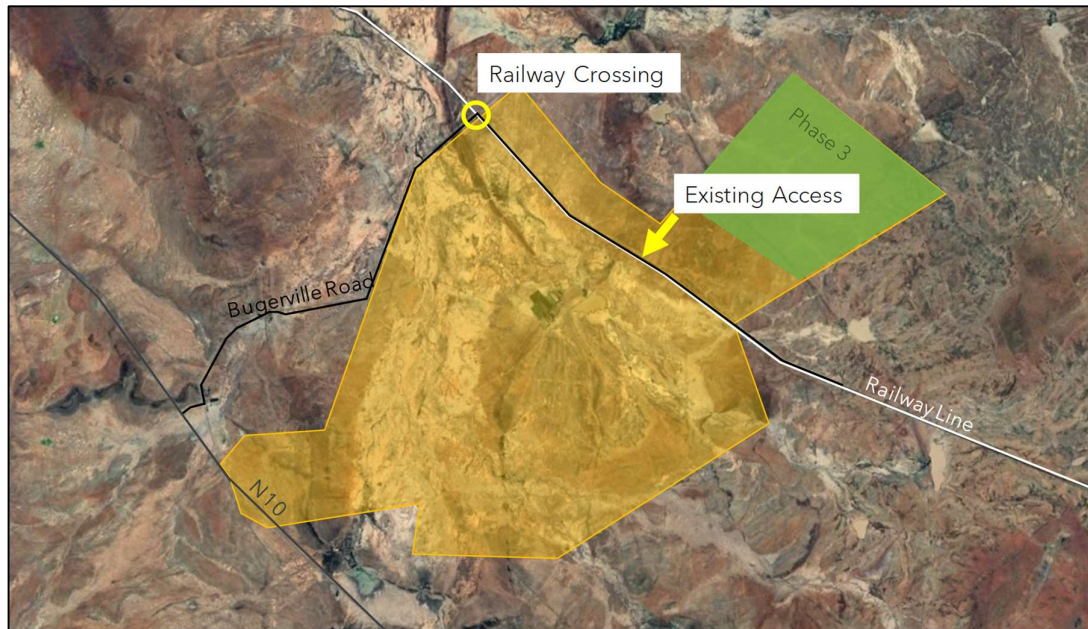 Railway Crossing
Phase 3
Existing Access
Bugerville Road
Railway Line
N10